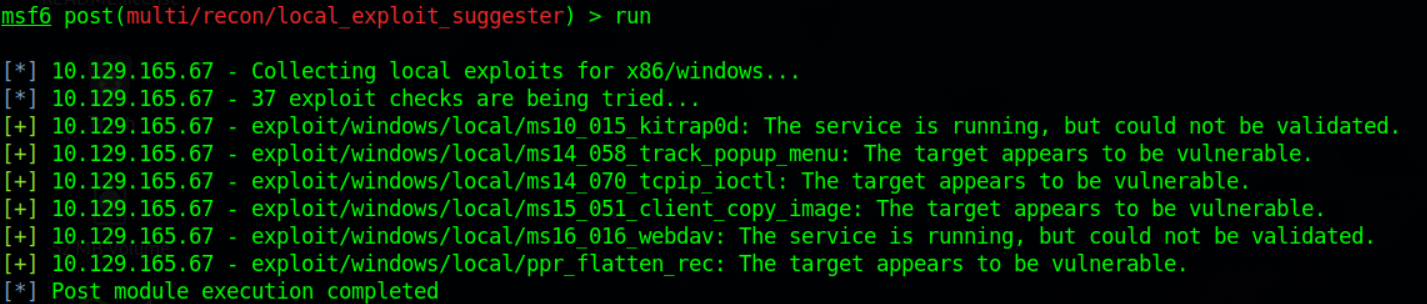 msf6 post(multi/recon/local_exploit_suggester) > run
[*] 10.129.165.67 - Collecting local exploits for x86/windows...
[*] 10.129.165.67 - 37 exploit checks are being tried...
[+] 10.129.165.67 - exploit/windows/local/ms10_015_kitrap0d: The service is running, but could not be validated.
[+] 10.129.165.67 - exploit/windows/local/ms14_058_track_popup_menu: The target appears to be vulnerable.
[+] 10.129.165.67 - exploit/windows/local/ms14_070_tcpip_ioctl: The target appears to be vulnerable.
[+] 10.129.165.67 - exploit/windows/local/ms15_051_client_copy_image: The target appears to be vulnerable.
[+] 10.129.165.67 - exploit/windows/local/ms16_016_webdav: The service is running, but could not be validated.
[+] 10.129.165.67 - exploit/windows/local/ppr_flatten_rec: The target appears to be vulnerable.
[*] Post module execution completed